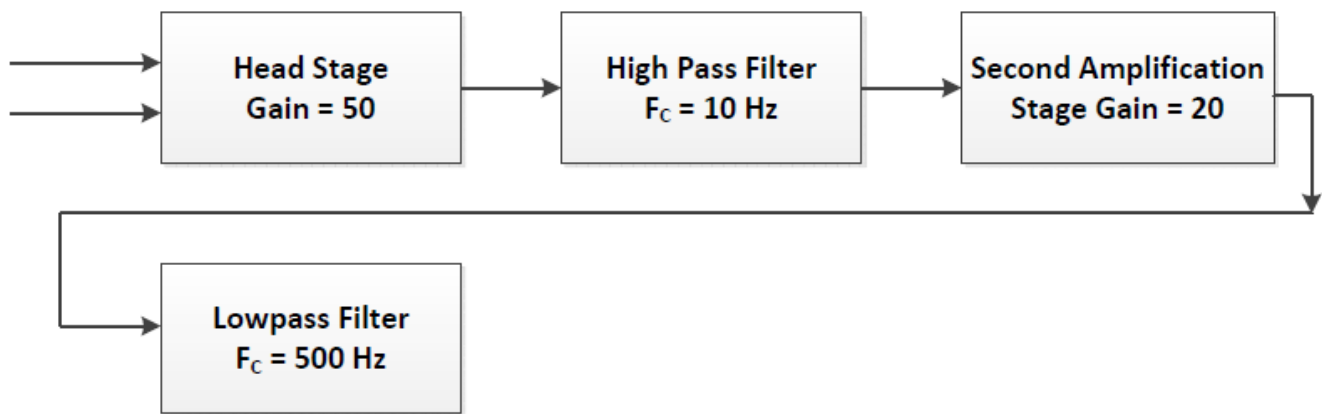 Head Stage
Gain = 50
High Pass Filter
F_C = 10 Hz
Second Amplification
Stage Gain = 20
Lowpass Filter
F_C = 500 Hz